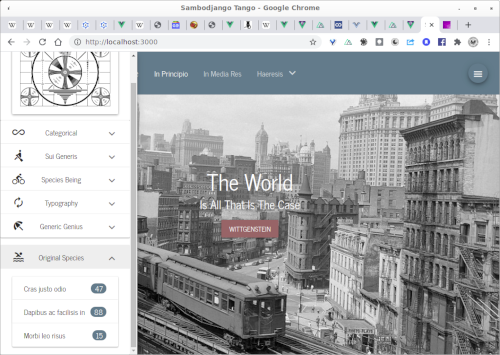 Sambodjango Tango - Google Chrome
http://localhost:3000
In Principio In Media Res Haeresis
Categorical
Sui Generis
Species Being
Typography
Generic Genius
Original Species
Cras justo odio 47
Dapibus ac facilisis in 88
Morbi leo risus 15
The World
Is All That Is The Case
WITTGENSTEIN